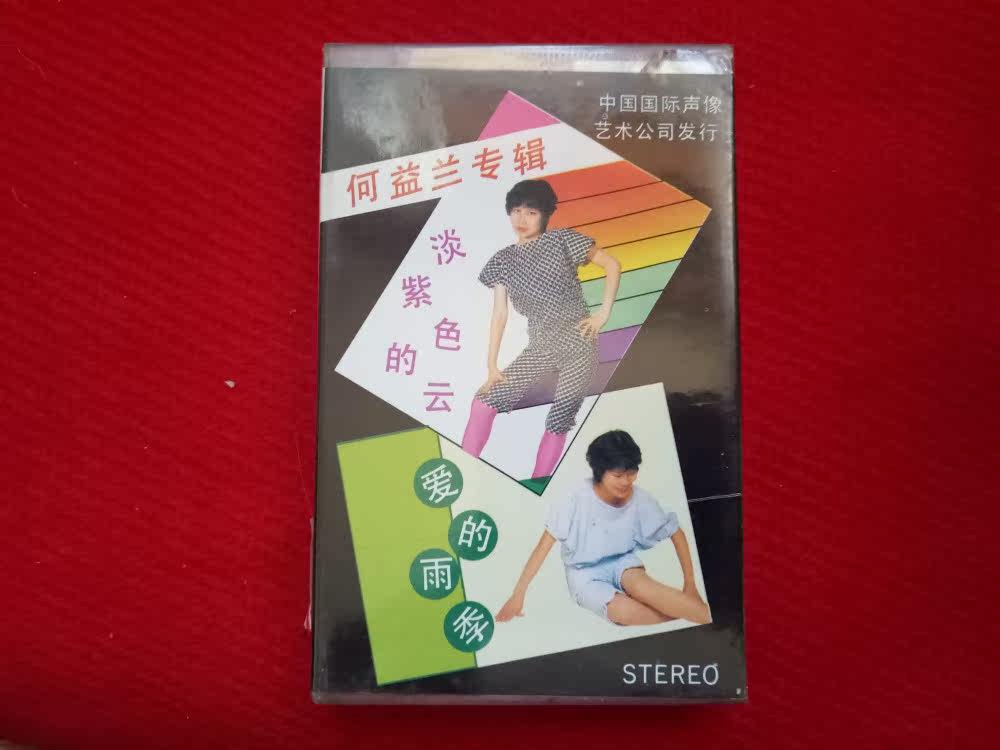 中国国际声像
艺术公司发行
何益兰专辑
淡紫色的云
爱的雨季
STEREO